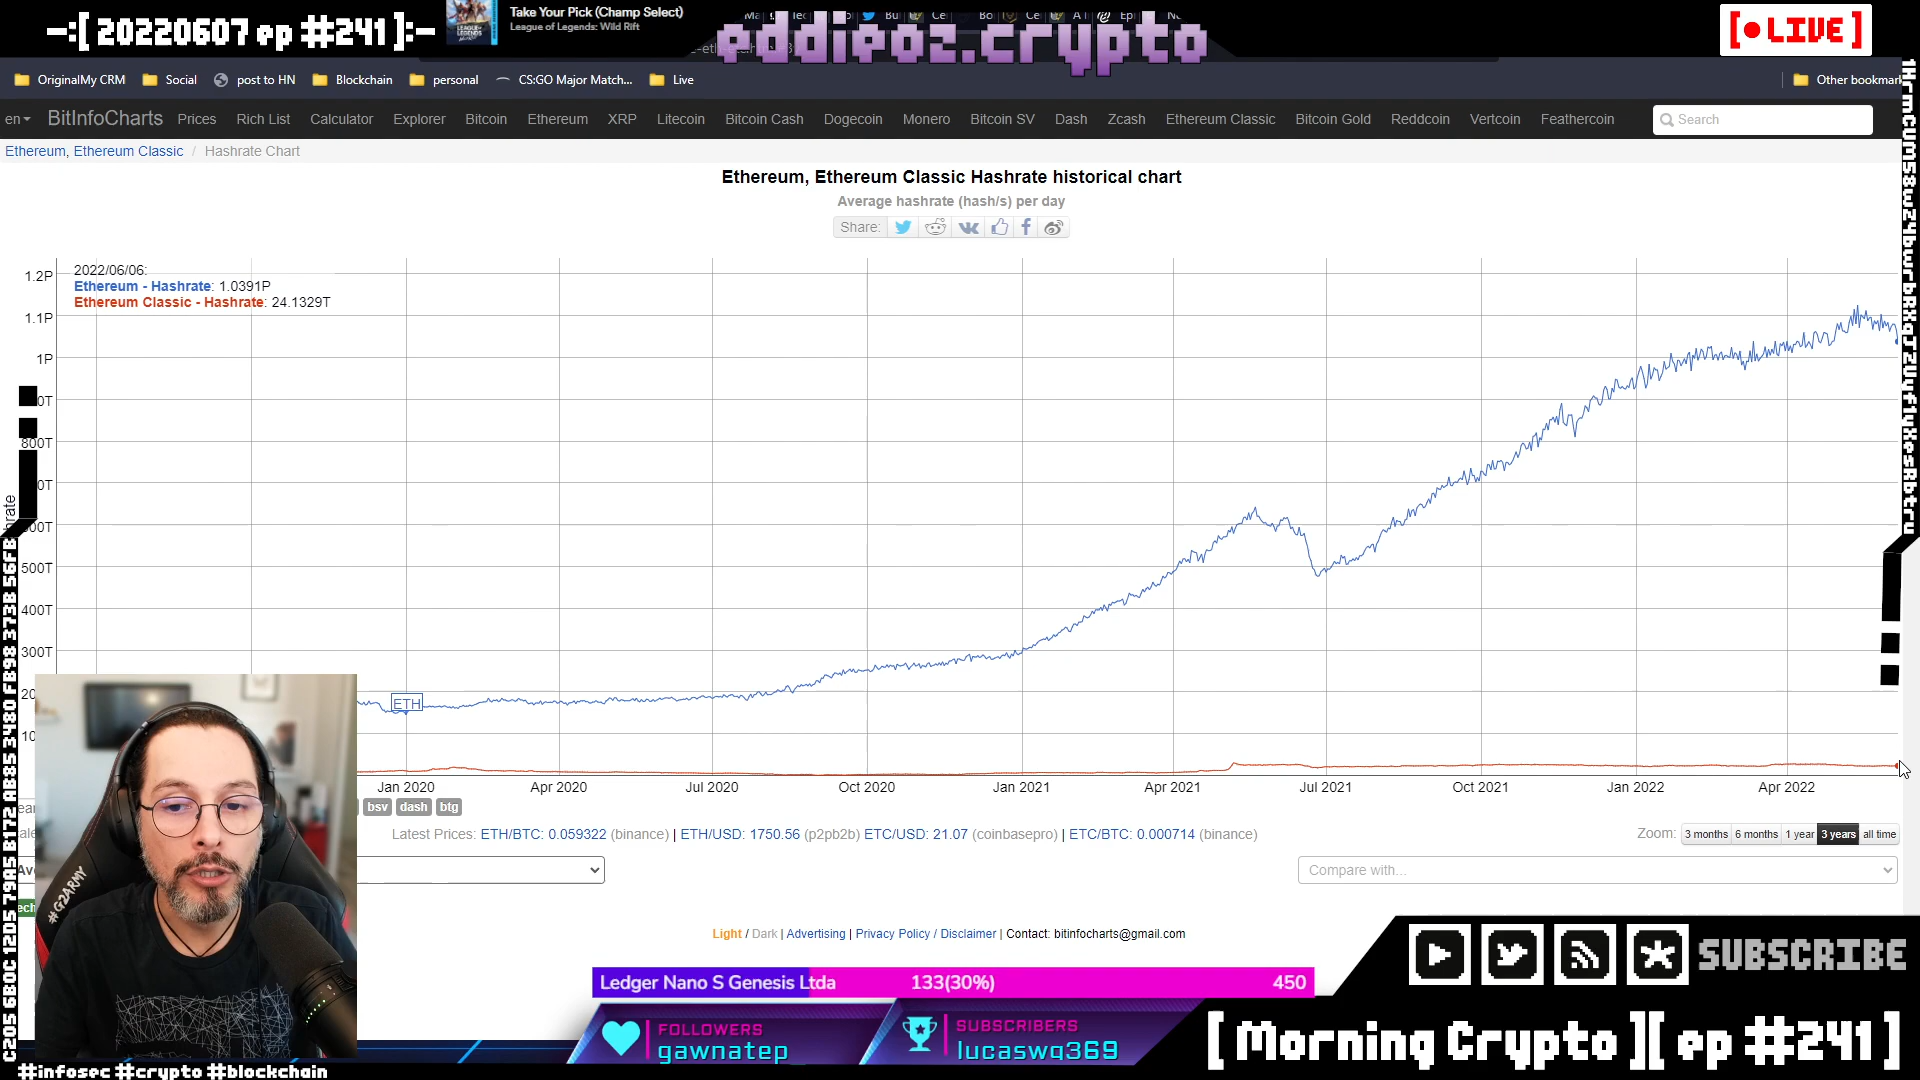 -:[ 20220607 ep #241 ]:-
Take Your Pick (Champ Select)
League of Legends: Wild Rift
eddieoz.crypto
[● LIVE ]
OriginalMy CRM
Social
post to HN
Blockchain
personal
CS:GO Major Match...
Live
Other bookmark
en
BitInfoCharts
Prices
Rich List
Calculator
Explorer
Bitcoin
Ethereum
XRP
Litecoin
Bitcoin Cash
Dogecoin
Monero
Bitcoin SV
Dash
Zcash
Ethereum Classic
Bitcoin Gold
Reddcoin
Vertcoin
Feathercoin
Search
Ethereum, Ethereum Classic / Hashrate Chart
Ethereum, Ethereum Classic Hashrate historical chart
Average hashrate (hash/s) per day
Share:
2022/06/06:
Ethereum - Hashrate: 1.0391P
Ethereum Classic - Hashrate: 24.1329T
1.2P
1.1P
1P
800T
500T
400T
300T
ETH
Jan 2020
Apr 2020
Jul 2020
Oct 2020
Jan 2021
Apr 2021
Jul 2021
Oct 2021
Jan 2022
Apr 2022
bsv
dash
btg
Latest Prices: ETH/BTC: 0.059322 (binance) | ETH/USD: 1750.56 (p2pb2b) ETC/USD: 21.07 (coinbasepro) | ETC/BTC: 0.000714 (binance)
Zoom: 3 months 6 months 1 year 3 years all time
Compare with...
Light / Dark | Advertising | Privacy Policy / Disclaimer | Contact: bitinfocharts@gmail.com
#G2ARMY
Ledger Nano S Genesis Ltda 133(30%) 450
FOLLOWERS
gawnatep
SUBSCRIBERS
lucaswq369
SUBSCRIBE
[ Morning Crypto ][ ep #241 ]
#infosec #crypto #blockchain